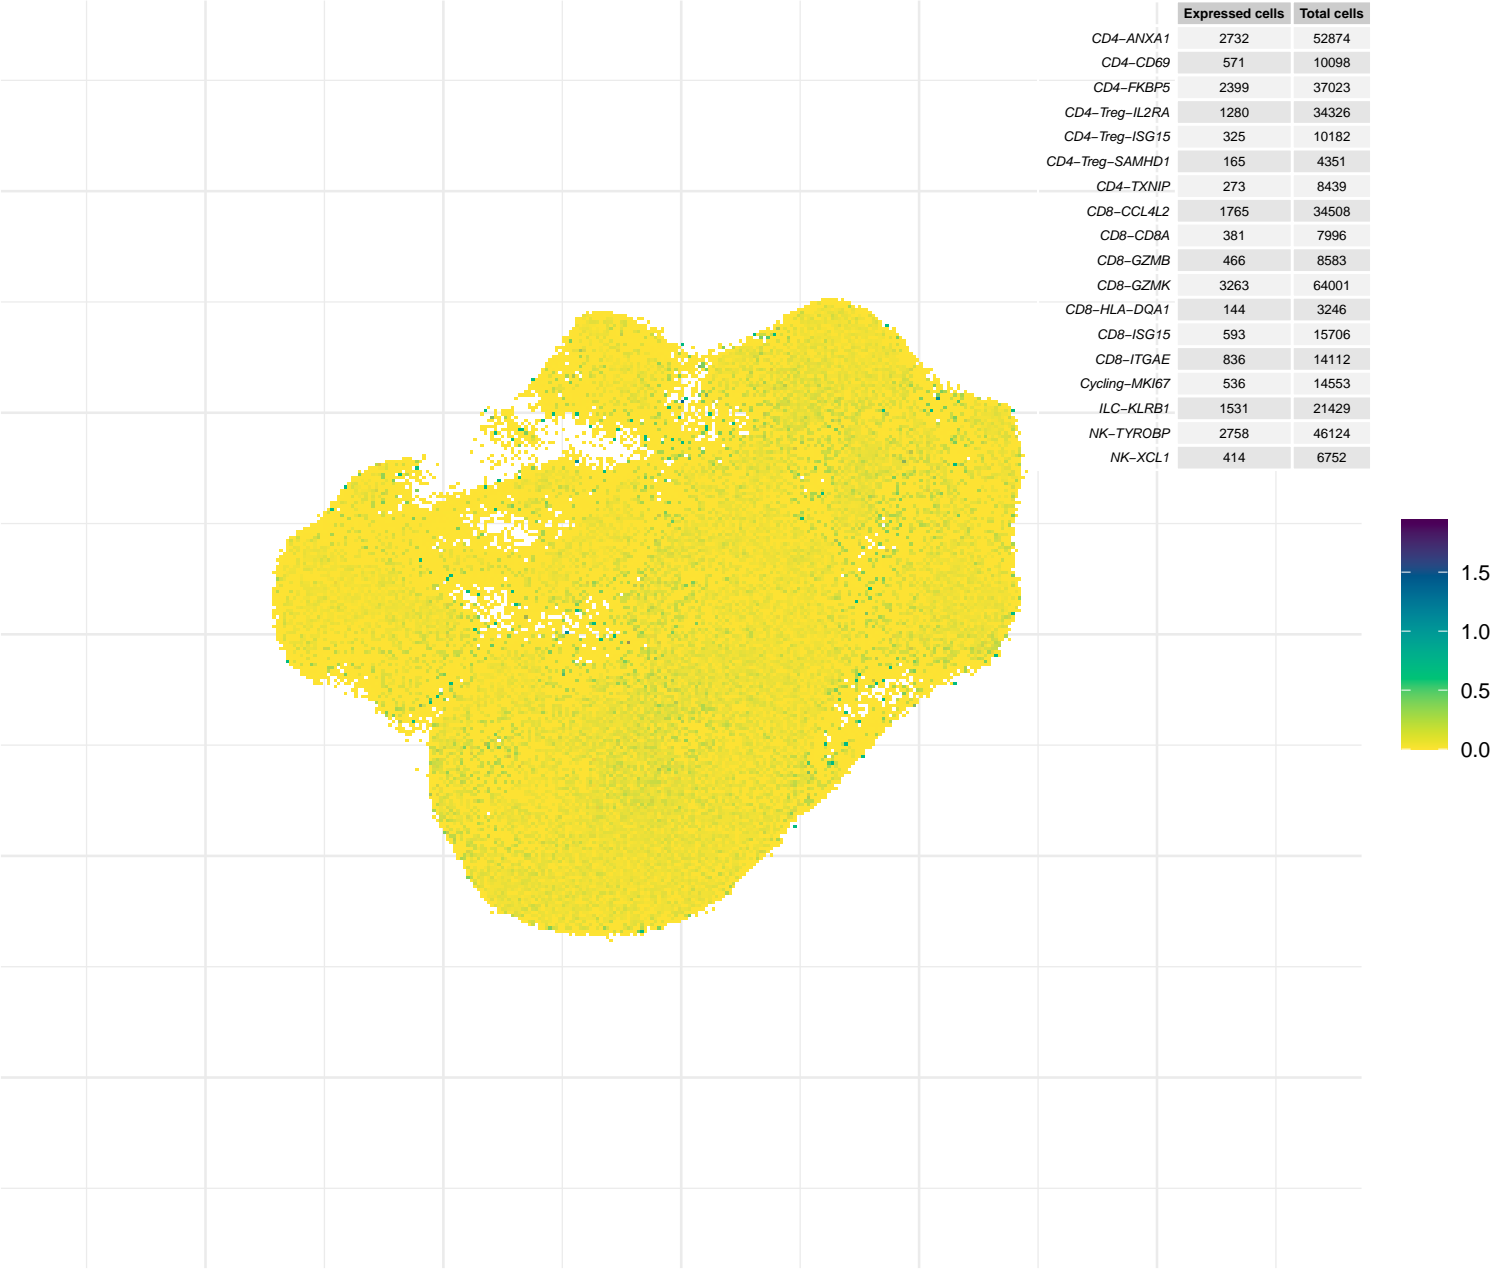 Expressed cells Total cells
CD4−ANXA1 2732 52874
CD4−CD69 571 10098
CD4−FKBP5 2399 37023
CD4−Treg−IL2RA 1280 34326
CD4−Treg−ISG15 325 10182
CD4−Treg−SAMHD1 165 4351
CD4−TXNIP 273 8439
CD8−CCL4L2 1765 34508
CD8−CD8A 381 7996
CD8−GZMB 466 8583
CD8−GZMK 3263 64001
CD8−HLA−DQA1 144 3246
CD8−ISG15 593 15706
CD8−ITGAE 836 14112
Cycling−MKI67 536 14553
ILC−KLRB1 1531 21429
NK−TYROBP 2758 46124
NK−XCL1 414 6752
1.5
1.0
0.5
0.0